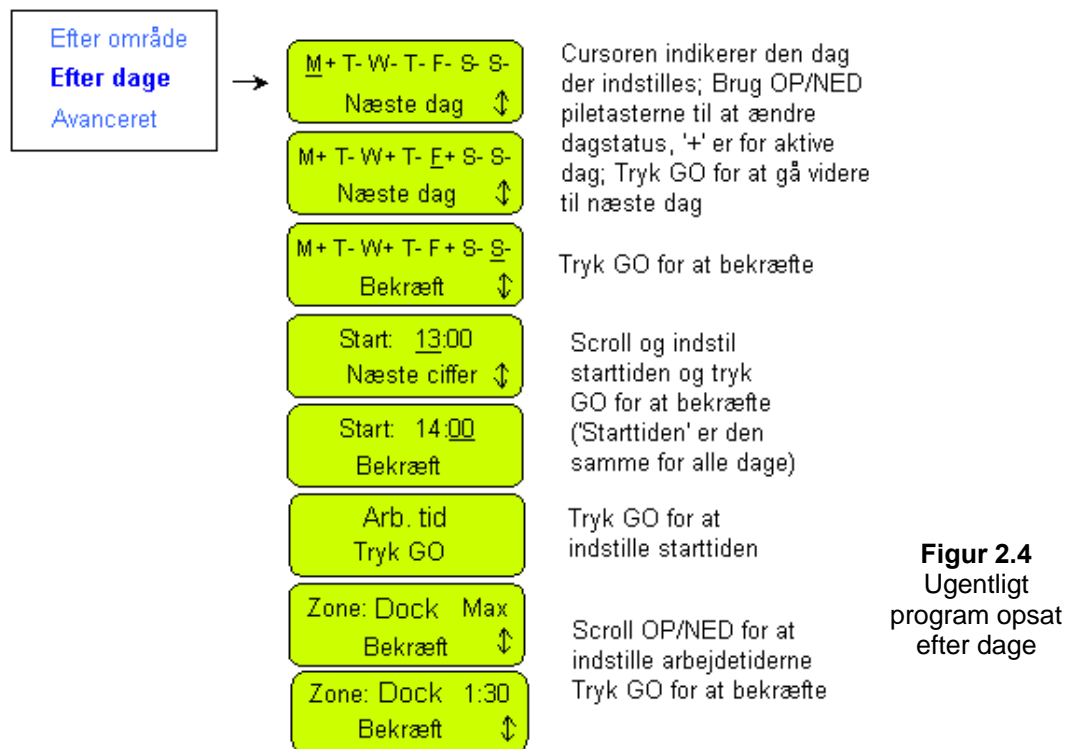 Efter område
Efter dage
Avanceret
M+ T- W- T- F- S- S-
Næste dag ↕
Cursoren indikerer den dag
der indstilles; Brug OP/NED
piletasterne til at ændre
dagstatus, '+' er for aktive
dag; Tryk GO for at gå videre
til næste dag
M+ T- W+ T- F+ S- S-
Næste dag ↕
M+ T- W+ T- F+ S- S-
Bekræft ↕
Tryk GO for at bekræfte
Start: 13:00
Næste ciffer ↕
Scroll og indstil
starttiden og tryk
GO for at bekræfte
('Starttiden' er den
samme for alle dage)
Start: 14:00
Bekræft
Arb. tid
Tryk GO
Tryk GO for at
indstille starttiden
Zone: Dock Max
Bekræft ↕
Scroll OP/NED for at
indstille arbejdetiderne
Tryk GO for at bekræfte
Zone: Dock 1:30
Bekræft ↕
Figur 2.4
Ugentligt
program opsat
efter dage